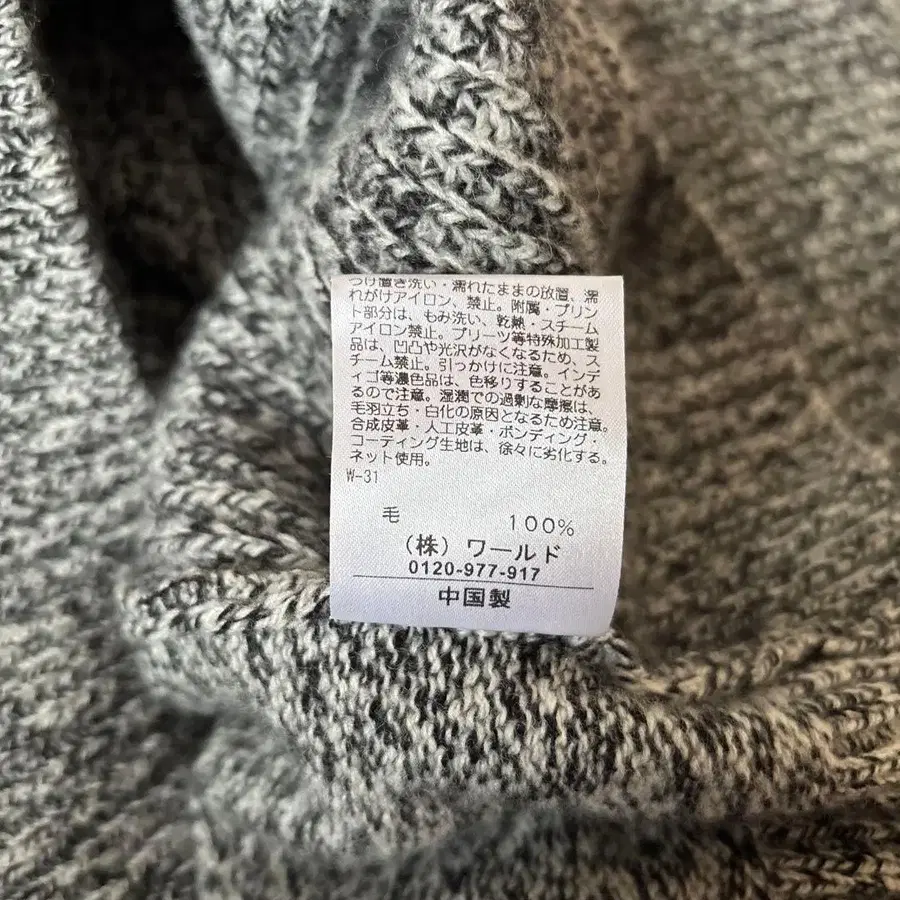 つけ置き洗い・濡れたままの放置、濡
れがけアイロン、禁止。附属・プリン
ト部分は、もみ洗い、乾熱・スチーム
アイロン禁止。プリーツ等特殊加工製
品は、凹凸や光沢がなくなるため、ス
チーム禁止。引っかけに注意。インデ
ィゴ等濃色品は、色移りすることがあ
るので注意。湿潤での過剰な摩擦は、
毛羽立ち・白化の原因となるため注意。
合成皮革・人工皮革・ボンディング・
コーティング生地は、徐々に劣化する。
ネット使用。
W-31
毛 100%
（株）ワールド
0120-977-917
中国製